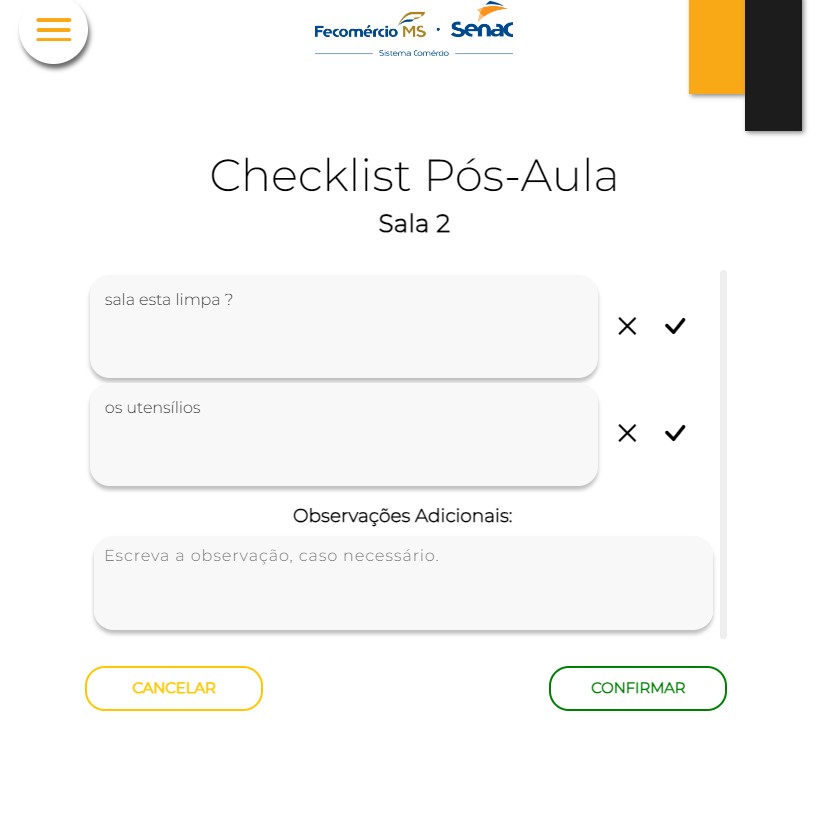 Fecomércio MS · Senac
Sistema Comércio
Checklist Pós-Aula
Sala 2
sala esta limpa ?
os utensílios
Observações Adicionais:
Escreva a observação, caso necessário.
CANCELAR
CONFIRMAR